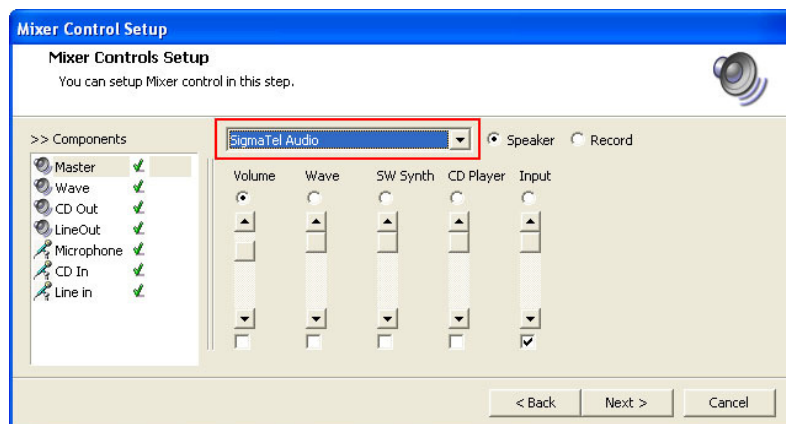 Mixer Control Setup
Mixer Controls Setup
You can setup Mixer control in this step.
>> Components
SigmaTel Audio
Speaker
Record
Master
Wave
CD Out
LineOut
Microphone
CD In
Line in
Volume
Wave
SW Synth
CD Player
Input
< Back
Next >
Cancel